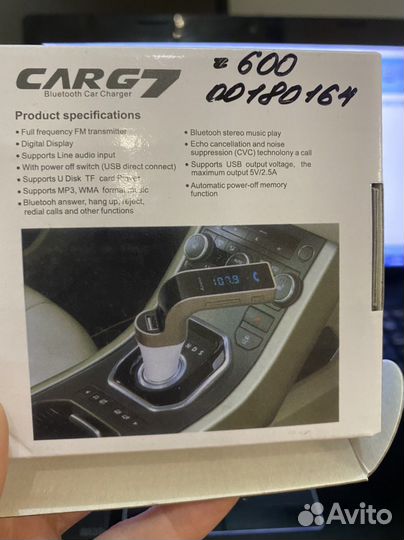 CARG7
Bluetooth Car Charger
600
00180164
Product specifications
• Full frequency FM transmitter
• Digital Display
• Supports Line audio input
• With power off switch (USB direct connect)
• Supports U Disk TF card Player
• Supports MP3, WMA format music
• Bluetooh answer, hang up, reject,
redial calls and other functions
• Bluetooh stereo music play
• Echo cancellation and noise
suppression (CVC) technolony a call
• Supports USB output voltage, the
maximum output 5V/2.5A
• Automatic power-off memory
function
107.9
N D S
Avito